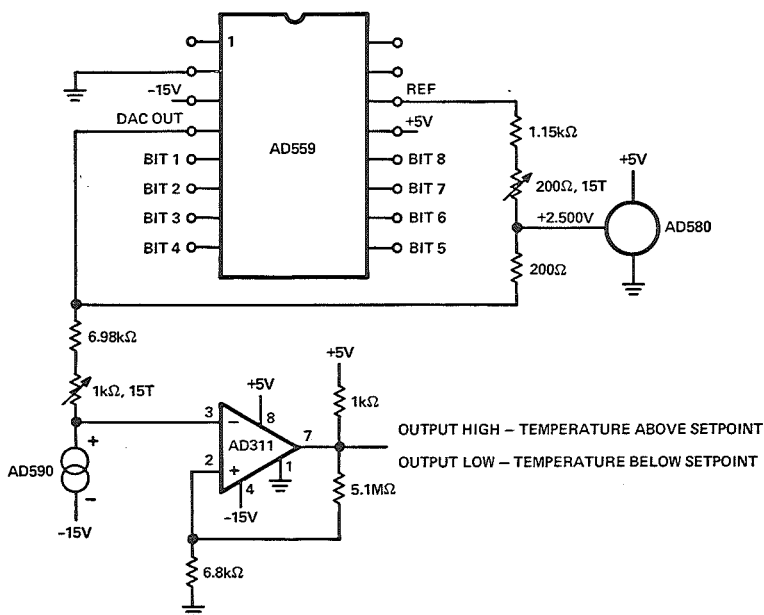 1
-15V
DAC OUT
BIT 1
BIT 2
BIT 3
BIT 4
AD559
REF
+5V
BIT 8
BIT 7
BIT 6
BIT 5
1.15kΩ
200Ω, 15T
+2.500V
200Ω
+5V
AD580
6.98kΩ
1kΩ, 15T
+
AD590
–
–15V
3
2
–
+
AD311
+5V
8
7
1
4
–15V
+5V
1kΩ
OUTPUT HIGH – TEMPERATURE ABOVE SETPOINT
OUTPUT LOW – TEMPERATURE BELOW SETPOINT
5.1MΩ
6.8kΩ